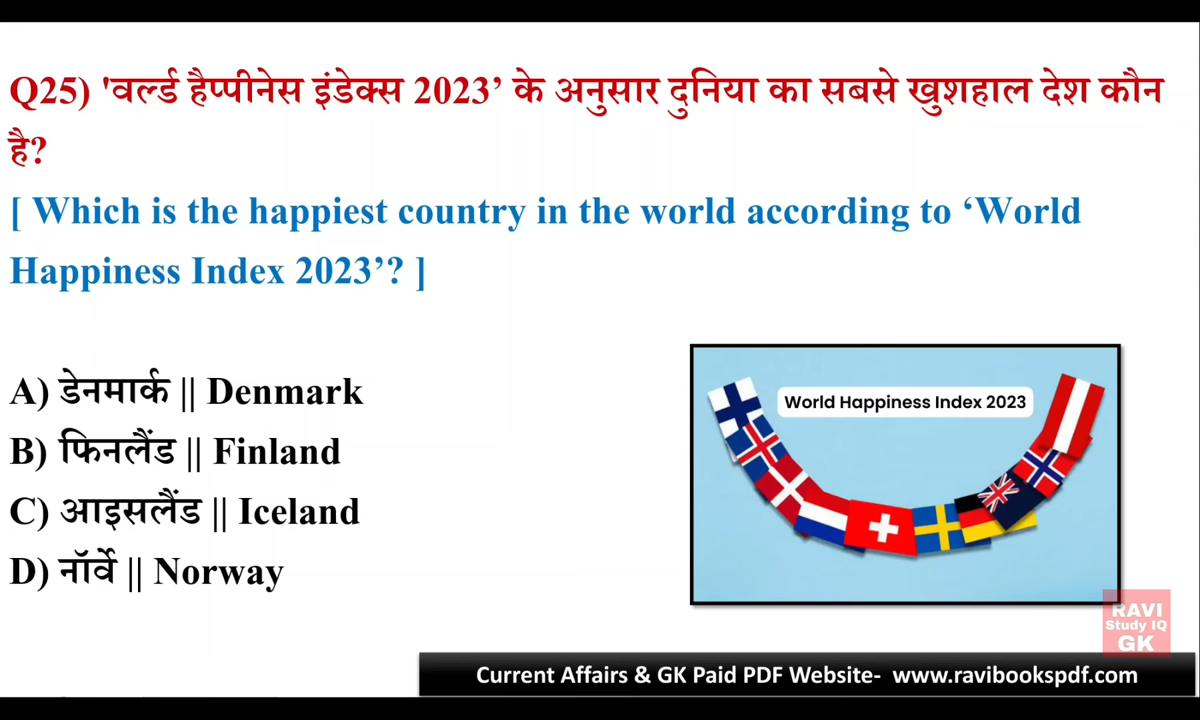 Q25) 'वर्ल्ड हैप्पीनेस इंडेक्स 2023’ के अनुसार दुनिया का सबसे खुशहाल देश कौन
है?
[ Which is the happiest country in the world according to ‘World
Happiness Index 2023’? ]
A) डेनमार्क || Denmark
B) फिनलैंड || Finland
C) आइसलैंड || Iceland
D) नॉर्वे || Norway
World Happiness Index 2023
RAVI
Study IQ
GK
Current Affairs & GK Paid PDF Website- www.ravibookspdf.com